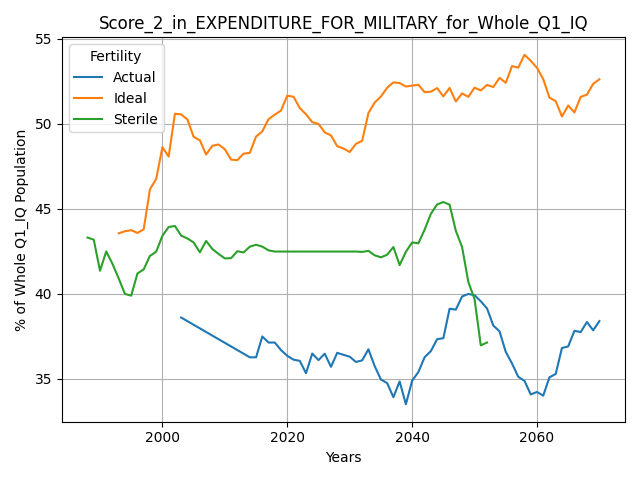 Score_2_in_EXPENDITURE_FOR_MILITARY_for_Whole_Q1_IQ
Fertility
Actual
Ideal
Sterile
% of Whole Q1_IQ Population
55
50
45
40
35
2000
2020
2040
2060
Years